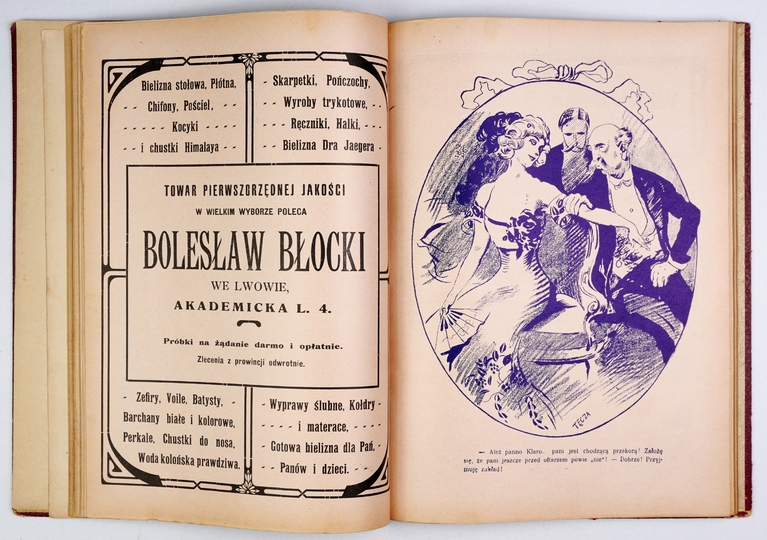 Bielizna stołowa, Płótna,
- - Chifony, Pościel, - - -
- - - - - Kocyki - - - -
- - i chustki Himalaya - -
- Skarpetki, Pończochy,
- - Wyroby trykotowe,
- - Ręczniki, Halki, - - -
- - Bielizna Dra Jaegera -
TOWAR PIERWSZORZĘDNEJ JAKOŚCI
W WIELKIM WYBORZE POLECA
BOLESŁAW BŁOCKI
WE LWOWIE,
AKADEMICKA L. 4.
Próbki na żądanie darmo i opłatnie.
Zlecenia z prowincji odwrotnie.
- Zefiry, Voile, Batysty, -
Barchany białe i kolorowe,
Perkale, Chustki do nosa,
Woda kolońska prawdziwa.
Wyprawy ślubne, Kołdry -
- - - - i materace, - - - -
Gotowa bielizna dla Pań, -
- - Panów i dzieci. - - -
TĘCZA
— Ależ panno Klaro.. pani jest chodzącą przekorą! Założę
się, że pani jeszcze przed ołtarzem powie „nie"! — Dobrze! Przyj-
muję zakład!